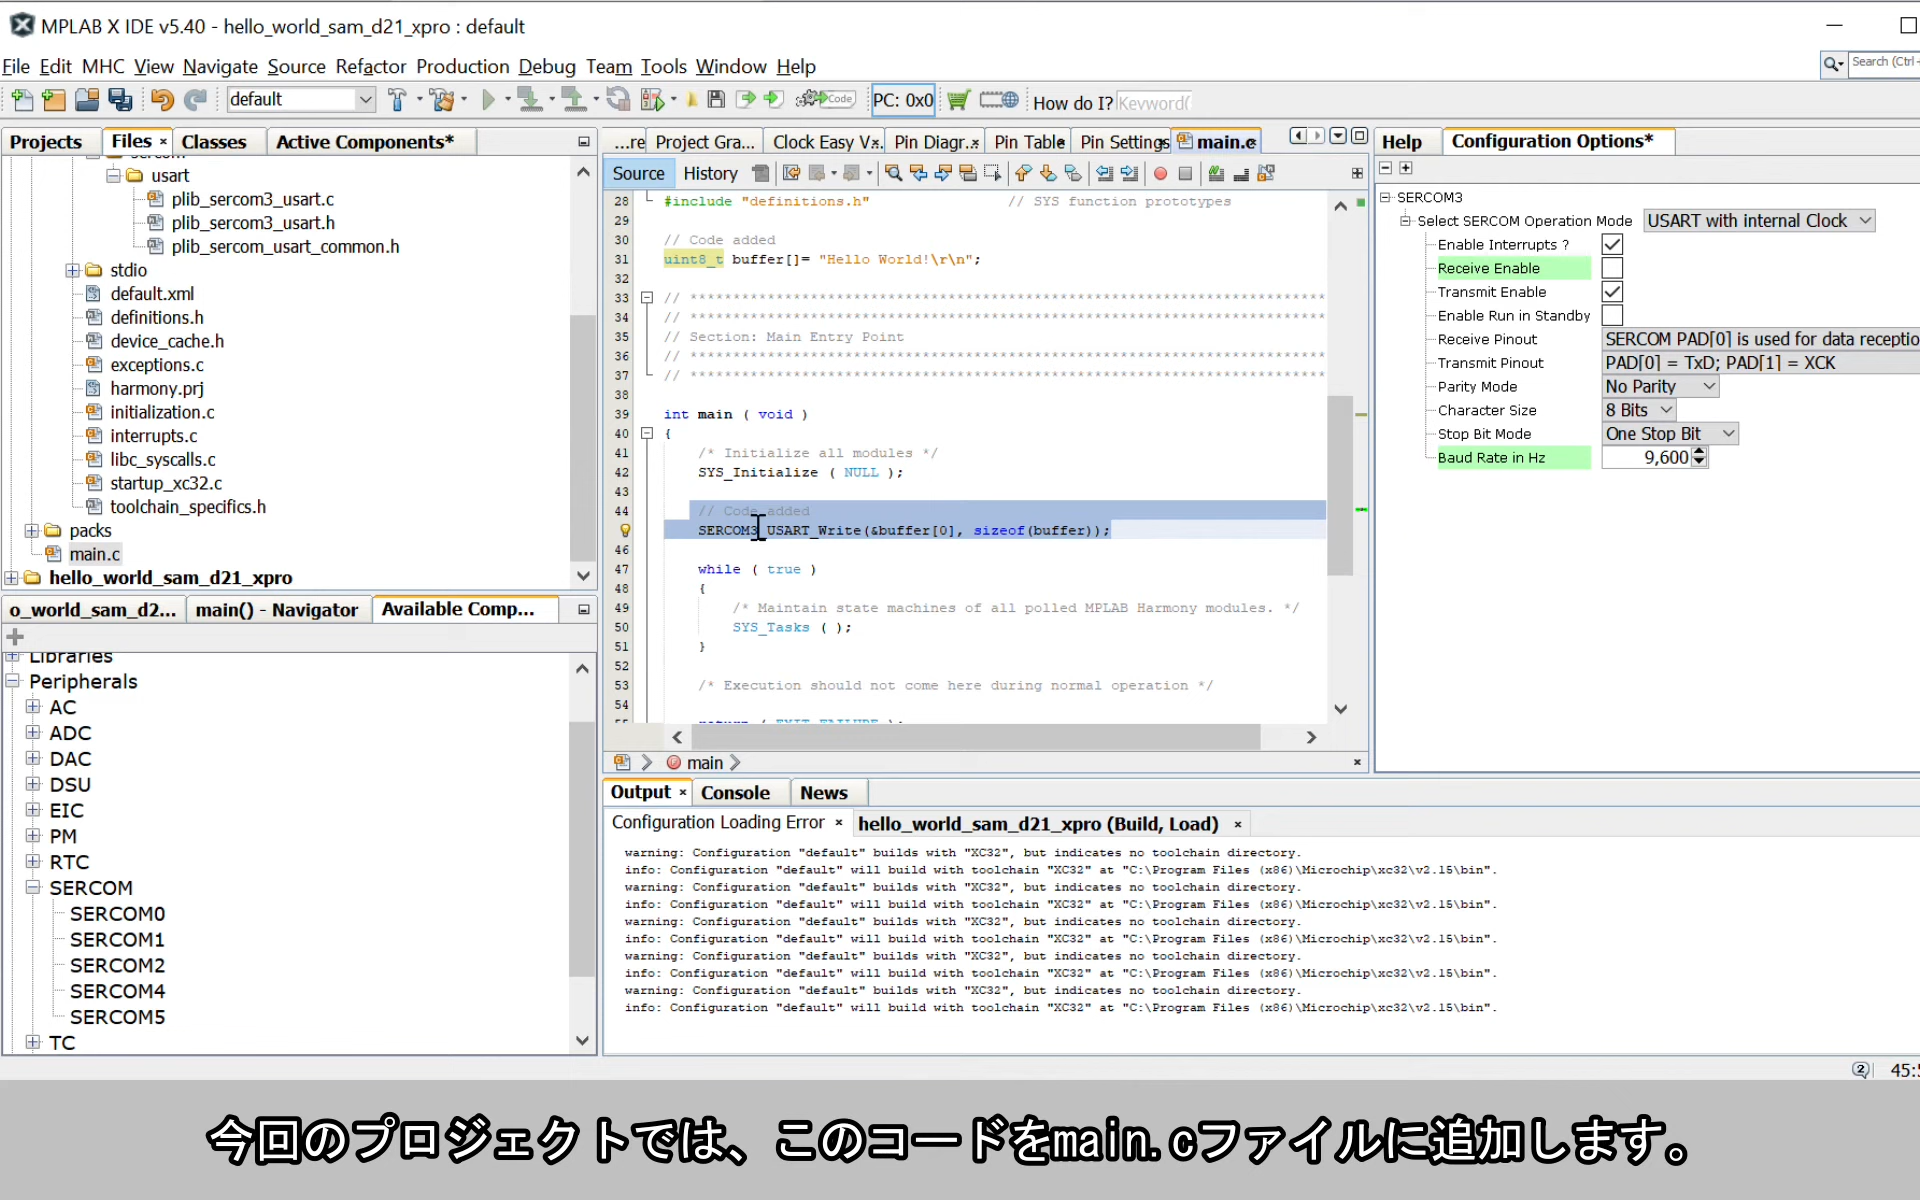 MPLAB X IDE v5.40 - hello_world_sam_d21_xpro : default
File Edit MHC View Navigate Source Refactor Production Debug Team Tools Window Help
Search (Ctrl+
default
Code
PC: 0x0
How do I?
Keyword(
Projects
Files
Classes
Active Components*
usart
plib_sercom3_usart.c
plib_sercom3_usart.h
plib_sercom_usart_common.h
stdio
default.xml
definitions.h
device_cache.h
exceptions.c
harmony.prj
initialization.c
interrupts.c
libc_syscalls.c
startup_xc32.c
toolchain_specifics.h
packs
main.c
hello_world_sam_d21_xpro
o_world_sam_d2...
main() - Navigator
Available Comp...
Libraries
Peripherals
AC
ADC
DAC
DSU
EIC
PM
RTC
SERCOM
SERCOM0
SERCOM1
SERCOM2
SERCOM4
SERCOM5
TC
...re
Project Gra...
Clock Easy V
Pin Diagr..
Pin Table
Pin Settings
main.c
Source
History
28 #include "definitions.h" // SYS function prototypes
29
30 // Code added
31 uint8_t buffer[]= "Hello World!\r\n";
32
33 // **************************************************************************
34 // **************************************************************************
35 // Section: Main Entry Point
36 // **************************************************************************
37 // **************************************************************************
38
39 int main ( void )
40 {
41 /* Initialize all modules */
42 SYS_Initialize ( NULL );
43
44 // Code added
SERCOM3_USART_Write(&buffer[0], sizeof(buffer));
46
47 while ( true )
48 {
49 /* Maintain state machines of all polled MPLAB Harmony modules. */
50 SYS_Tasks ( );
51 }
52
53 /* Execution should not come here during normal operation */
54
main
Help
Configuration Options*
SERCOM3
Select SERCOM Operation Mode USART with internal Clock
Enable Interrupts ?
Receive Enable
Transmit Enable
Enable Run in Standby
Receive Pinout SERCOM PAD[0] is used for data receptio
Transmit Pinout PAD[0] = TxD; PAD[1] = XCK
Parity Mode No Parity
Character Size 8 Bits
Stop Bit Mode One Stop Bit
Baud Rate in Hz 9,600
Output
Console
News
Configuration Loading Error
hello_world_sam_d21_xpro (Build, Load)
warning: Configuration "default" builds with "XC32", but indicates no toolchain directory.
info: Configuration "default" will build with toolchain "XC32" at "C:\Program Files (x86)\Microchip\xc32\v2.15\bin".
warning: Configuration "default" builds with "XC32", but indicates no toolchain directory.
info: Configuration "default" will build with toolchain "XC32" at "C:\Program Files (x86)\Microchip\xc32\v2.15\bin".
warning: Configuration "default" builds with "XC32", but indicates no toolchain directory.
info: Configuration "default" will build with toolchain "XC32" at "C:\Program Files (x86)\Microchip\xc32\v2.15\bin".
warning: Configuration "default" builds with "XC32", but indicates no toolchain directory.
info: Configuration "default" will build with toolchain "XC32" at "C:\Program Files (x86)\Microchip\xc32\v2.15\bin".
warning: Configuration "default" builds with "XC32", but indicates no toolchain directory.
info: Configuration "default" will build with toolchain "XC32" at "C:\Program Files (x86)\Microchip\xc32\v2.15\bin".
2
今回のプロジェクトでは、このコードをmain.cファイルに追加します。